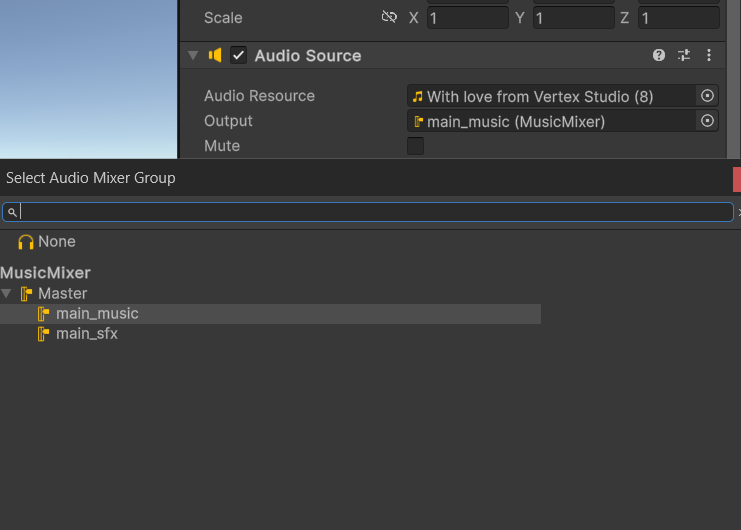 Scale X 1 Y 1 Z 1
Audio Source
Audio Resource With love from Vertex Studio (8)
Output main_music (MusicMixer)
Mute
Select Audio Mixer Group
None
MusicMixer
Master
main_music
main_sfx